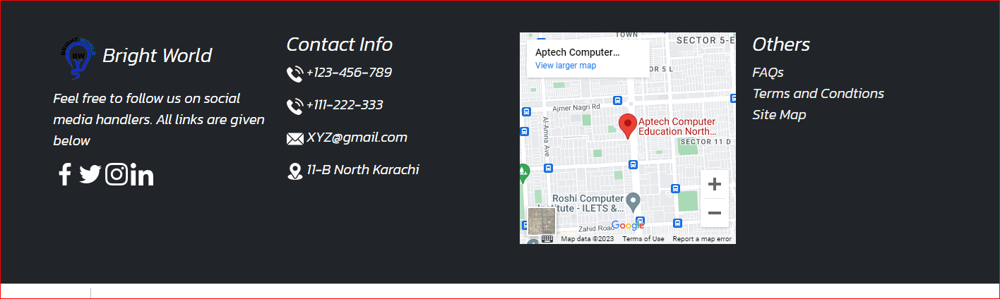 BRIGHT WORLD
BW
Bright World
Feel free to follow us on social
media handlers. All links are given
below
Contact Info
+123-456-789
+111-222-333
XYZ@gmail.com
11-B North Karachi
TOWN
SECTOR 5-E
Aptech Computer...
View larger map
OR 5 L
Ajmer Nagri Rd
Al-Amna Ave
Aptech Computer
Education North...
SECTOR 11 D
Roshi Computer
Institute - ILETS &...
Zahid Road
Google
Map data ©2023
Terms of Use
Report a map error
Others
FAQs
Terms and Condtions
Site Map